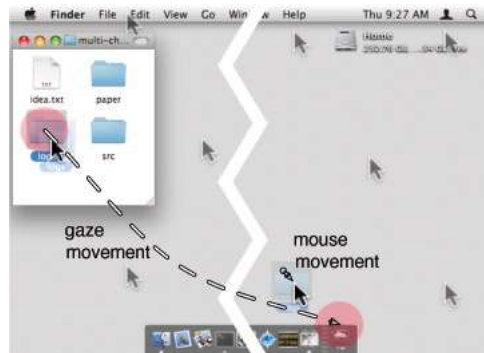 Finder File Edit View Go Help Thu 9:27 AM
multi-ch...
Home
idea.txt
paper
src
logs
gaze
movement
mouse
movement